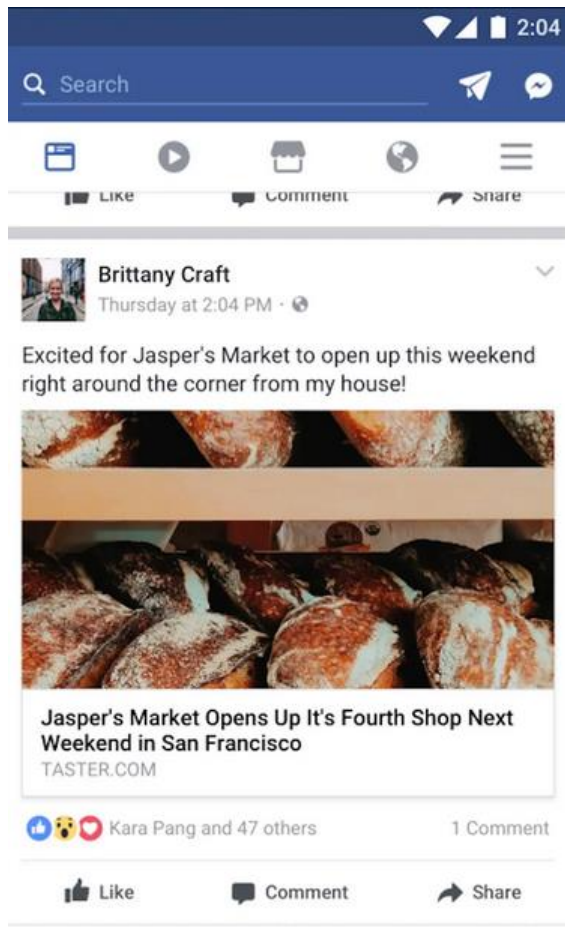 2:04
Search
Like Comment Share
Brittany Craft
Thursday at 2:04 PM ·
Excited for Jasper's Market to open up this weekend
right around the corner from my house!
Jasper's Market Opens Up It's Fourth Shop Next
Weekend in San Francisco
TASTER.COM
Kara Pang and 47 others 1 Comment
Like Comment Share